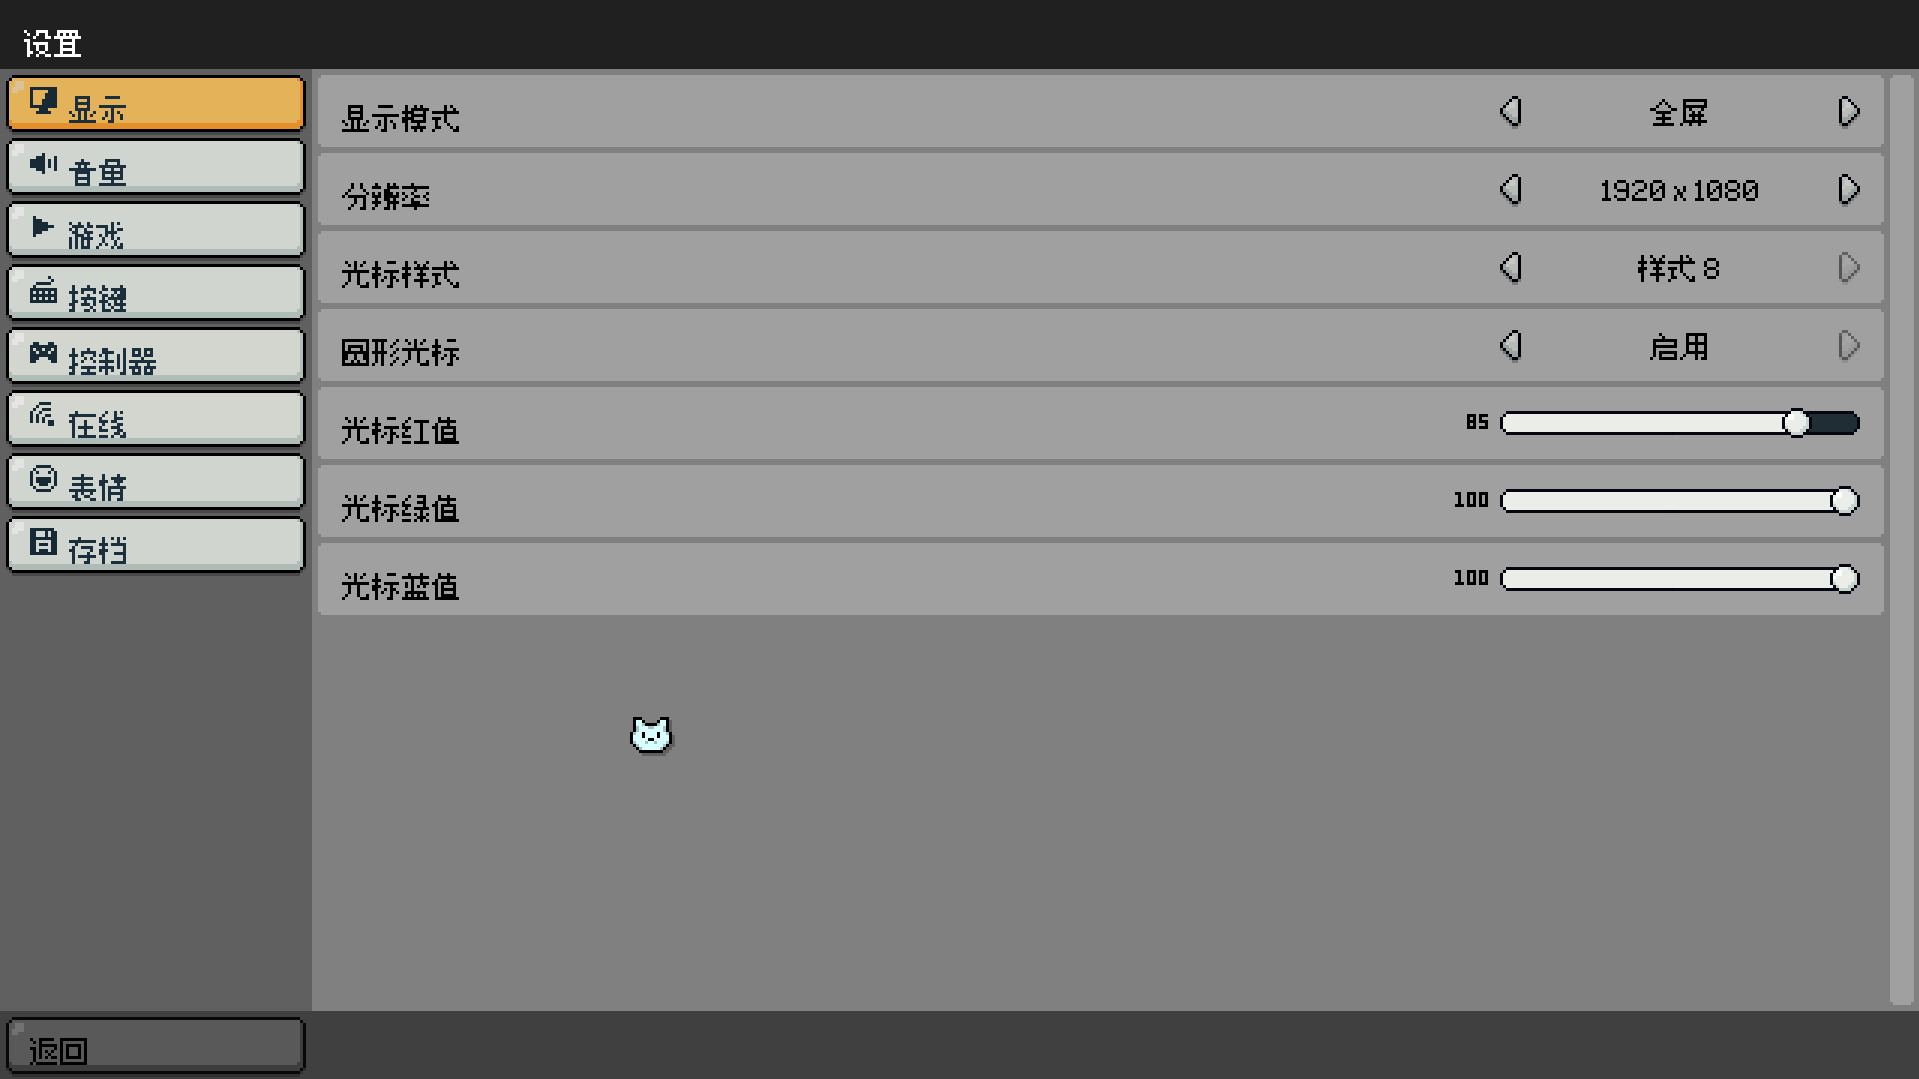 设置
显示
音量
游戏
按键
控制器
在线
表情
存档
返回
显示模式 全屏
分辨率 1920 x 1080
光标样式 样式 8
圆形光标 启用
光标红值 85
光标绿值 100
光标蓝值 100